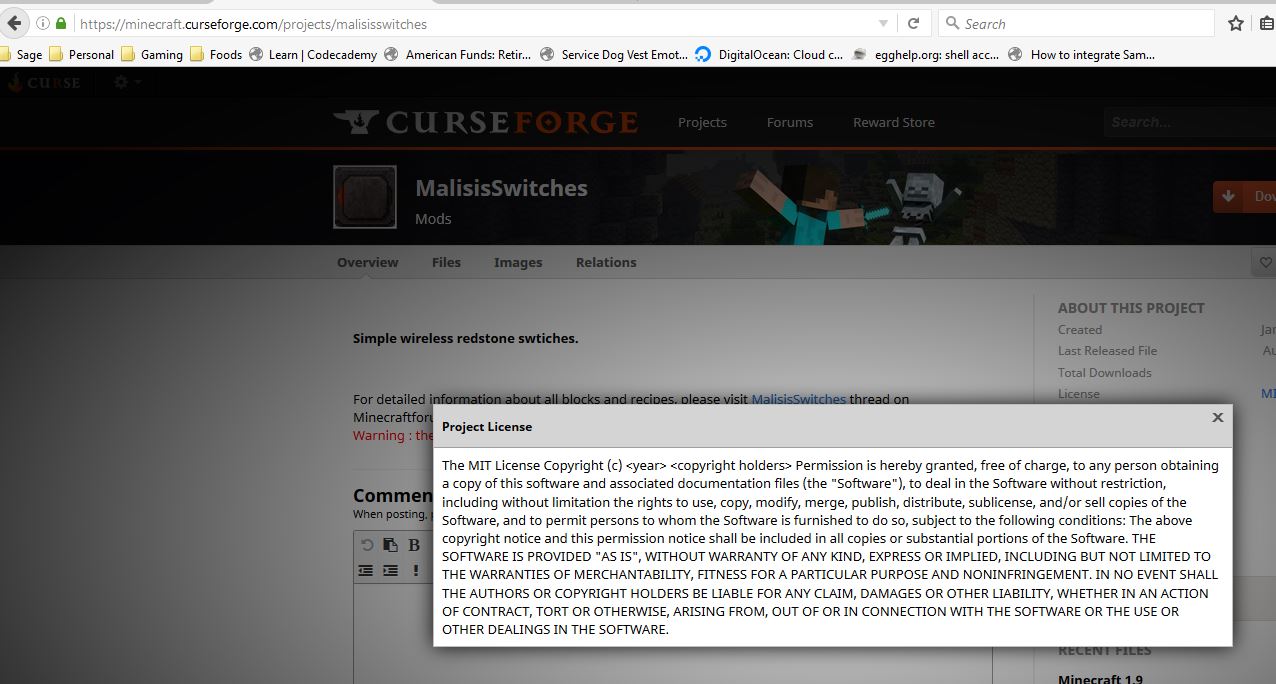 https://minecraft.curseforge.com/projects/malisisswitches
Search
Sage Personal Gaming Foods Learn | Codecademy American Funds: Retir... Service Dog Vest Emot... DigitalOcean: Cloud c... egghelp.org: shell acc... How to integrate Sam...
CURSE
CURSEFORGE Projects Forums Reward Store Search...
MalisisSwitches
Mods
Overview Files Images Relations
Simple wireless redstone swtiches.
For detailed information about all blocks and recipes, please visit MalisisSwitches thread on
Warning : the
When posting,
B
ABOUT THIS PROJECT
Created
Last Released File
Total Downloads
License
Project License
The MIT License Copyright (c) <year> <copyright holders> Permission is hereby granted, free of charge, to any person obtaining
a copy of this software and associated documentation files (the "Software"), to deal in the Software without restriction,
including without limitation the rights to use, copy, modify, merge, publish, distribute, sublicense, and/or sell copies of the
Software, and to permit persons to whom the Software is furnished to do so, subject to the following conditions: The above
copyright notice and this permission notice shall be included in all copies or substantial portions of the Software. THE
SOFTWARE IS PROVIDED "AS IS", WITHOUT WARRANTY OF ANY KIND, EXPRESS OR IMPLIED, INCLUDING BUT NOT LIMITED TO
THE WARRANTIES OF MERCHANTABILITY, FITNESS FOR A PARTICULAR PURPOSE AND NONINFRINGEMENT. IN NO EVENT SHALL
THE AUTHORS OR COPYRIGHT HOLDERS BE LIABLE FOR ANY CLAIM, DAMAGES OR OTHER LIABILITY, WHETHER IN AN ACTION
OF CONTRACT, TORT OR OTHERWISE, ARISING FROM, OUT OF OR IN CONNECTION WITH THE SOFTWARE OR THE USE OR
OTHER DEALINGS IN THE SOFTWARE.
RECENT FILES
Minecraft 1.9